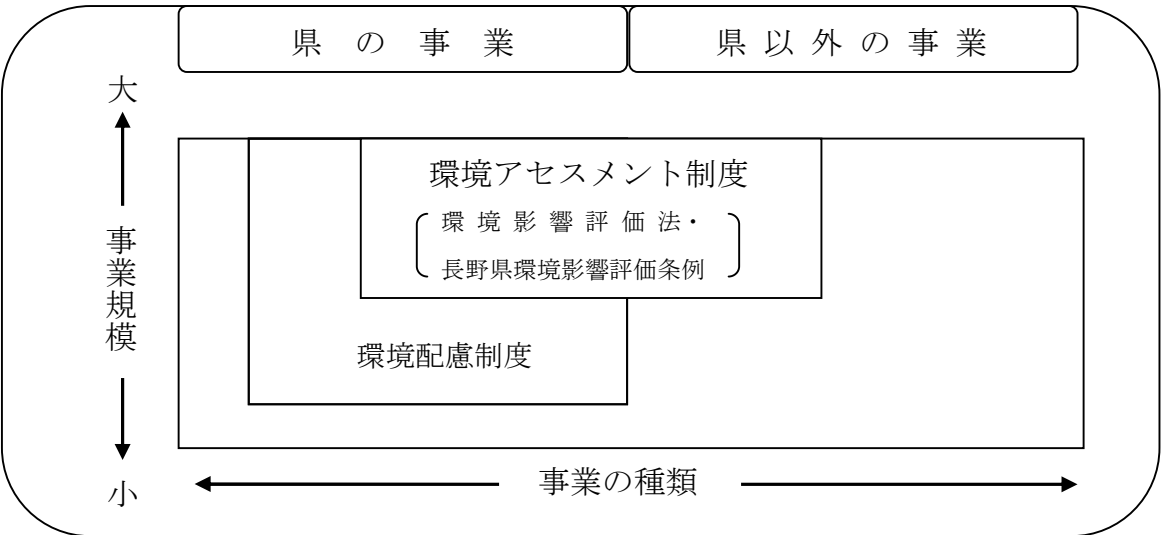 県の事業
県以外の事業
大
事業規模
小
環境アセスメント制度
環境影響評価法・
長野県環境影響評価条例
環境配慮制度
事業の種類